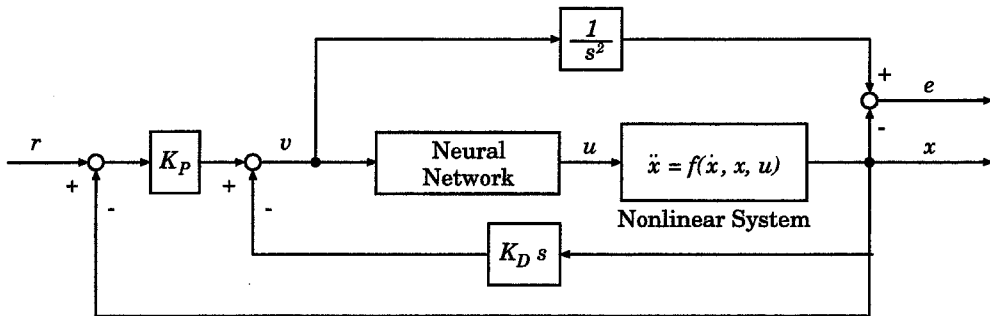 1
s²
+
e
-
r
K_P
v
Neural
Network
u
ẍ = f(ẋ, x, u)
x
+
-
+
-
Nonlinear System
K_D s